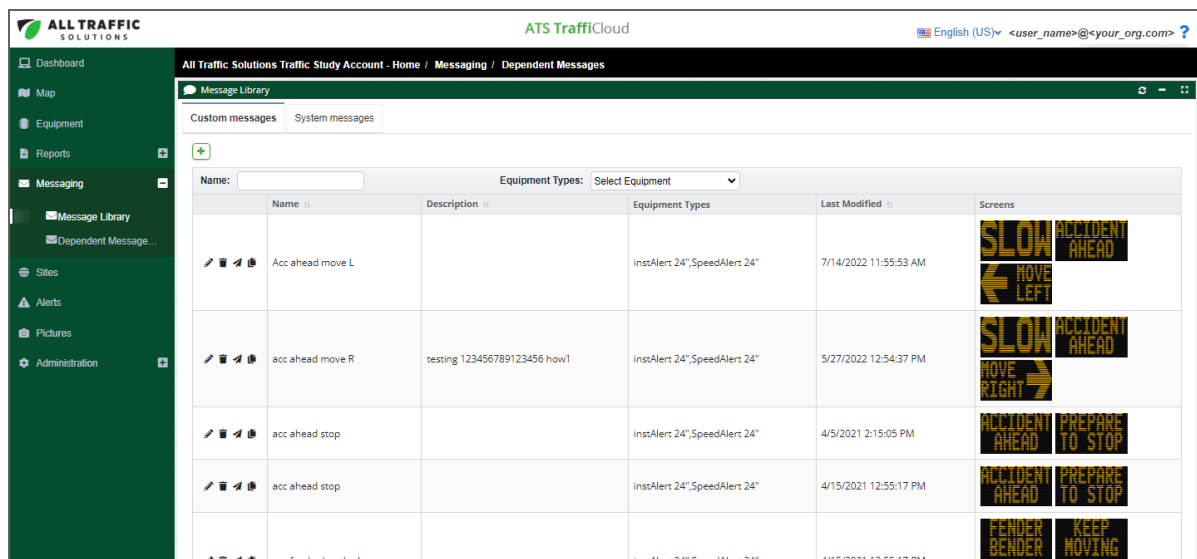 ALL TRAFFIC
SOLUTIONS
ATS TraffiCloud
English (US) <user_name>@<your_org.com> ?
Dashboard
Map
Equipment
Reports
Messaging
Message Library
Dependent Message...
Sites
Alerts
Pictures
Administration
All Traffic Solutions Traffic Study Account - Home / Messaging / Dependent Messages
Message Library
Custom messages System messages
Name: Equipment Types: Select Equipment
Name Description Equipment Types Last Modified Screens
Acc ahead move L instAlert 24",SpeedAlert 24" 7/14/2022 11:55:53 AM
SLOW
ACCIDENT
AHEAD
MOVE
LEFT
acc ahead move R testing 123456789123456 how1 instAlert 24",SpeedAlert 24" 5/27/2022 12:54:37 PM
SLOW
ACCIDENT
AHEAD
MOVE
RIGHT
acc ahead stop instAlert 24",SpeedAlert 24" 4/5/2021 2:15:05 PM
ACCIDENT
AHEAD
PREPARE
TO STOP
acc ahead stop instAlert 24",SpeedAlert 24" 4/15/2021 12:55:17 PM
ACCIDENT
AHEAD
PREPARE
TO STOP
FENDER
BENDER
KEEP
MOVING